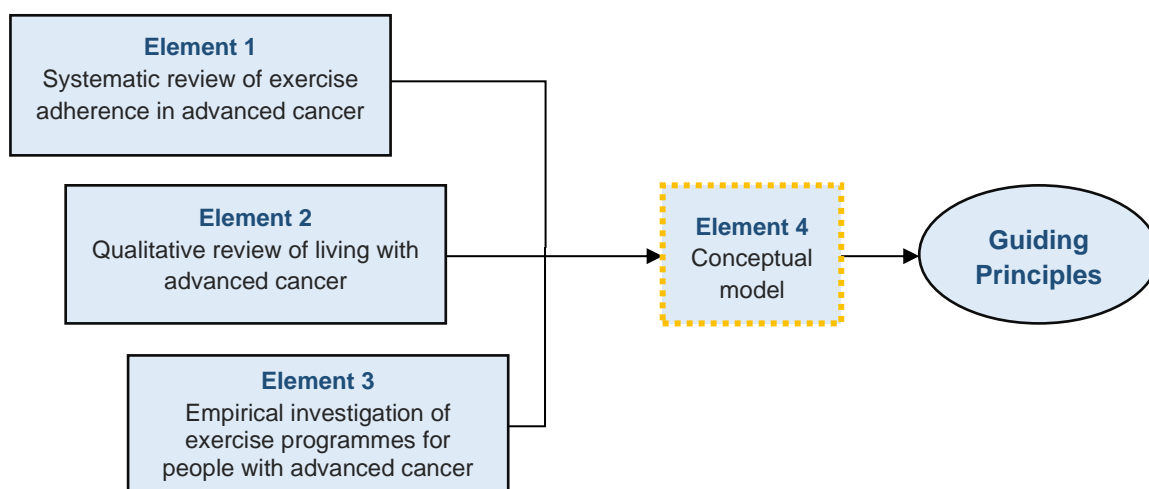 Element 1
Systematic review of exercise
adherence in advanced cancer
Element 2
Qualitative review of living with
advanced cancer
Element 3
Empirical investigation of
exercise programmes for
people with advanced cancer
Element 4
Conceptual
model
Guiding
Principles